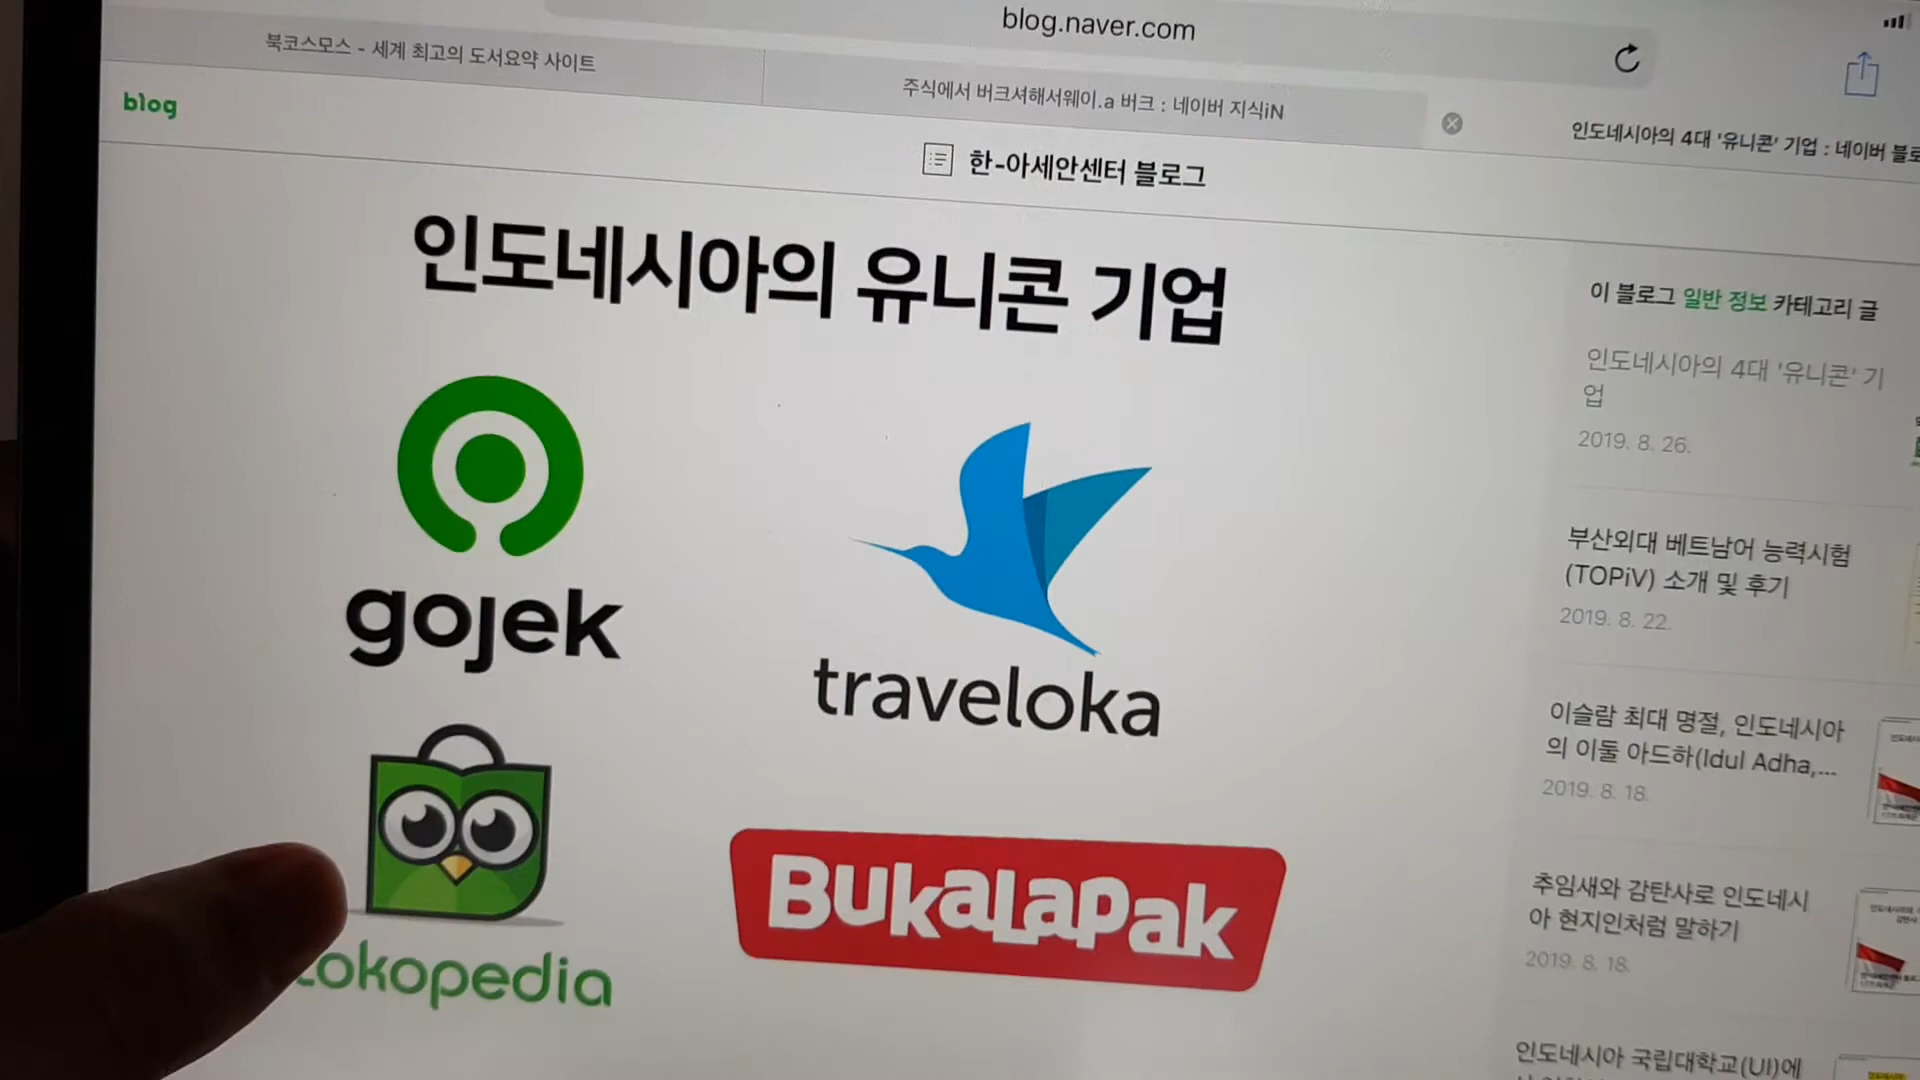 blog.naver.com
북코스모스 - 세계 최고의 도서요약 사이트
주식에서 버크셔해서웨이.a 버크 : 네이버 지식iN
인도네시아의 4대 '유니콘' 기업 : 네이버 블로
blog
한-아세안센터 블로그
인도네시아의 유니콘 기업
gojek
traveloka
tokopedia
BukaLapak
이 블로그 일반 정보 카테고리 글
인도네시아의 4대 '유니콘' 기
업
2019. 8. 26.
부산외대 베트남어 능력시험
(TOPiV) 소개 및 후기
2019. 8. 22.
이슬람 최대 명절, 인도네시아
의 이둘 아드하(Idul Adha,...
2019. 8. 18.
추임새와 감탄사로 인도네시
아 현지인처럼 말하기
2019. 8. 18.
인도네시아 국립대학교(UI)에